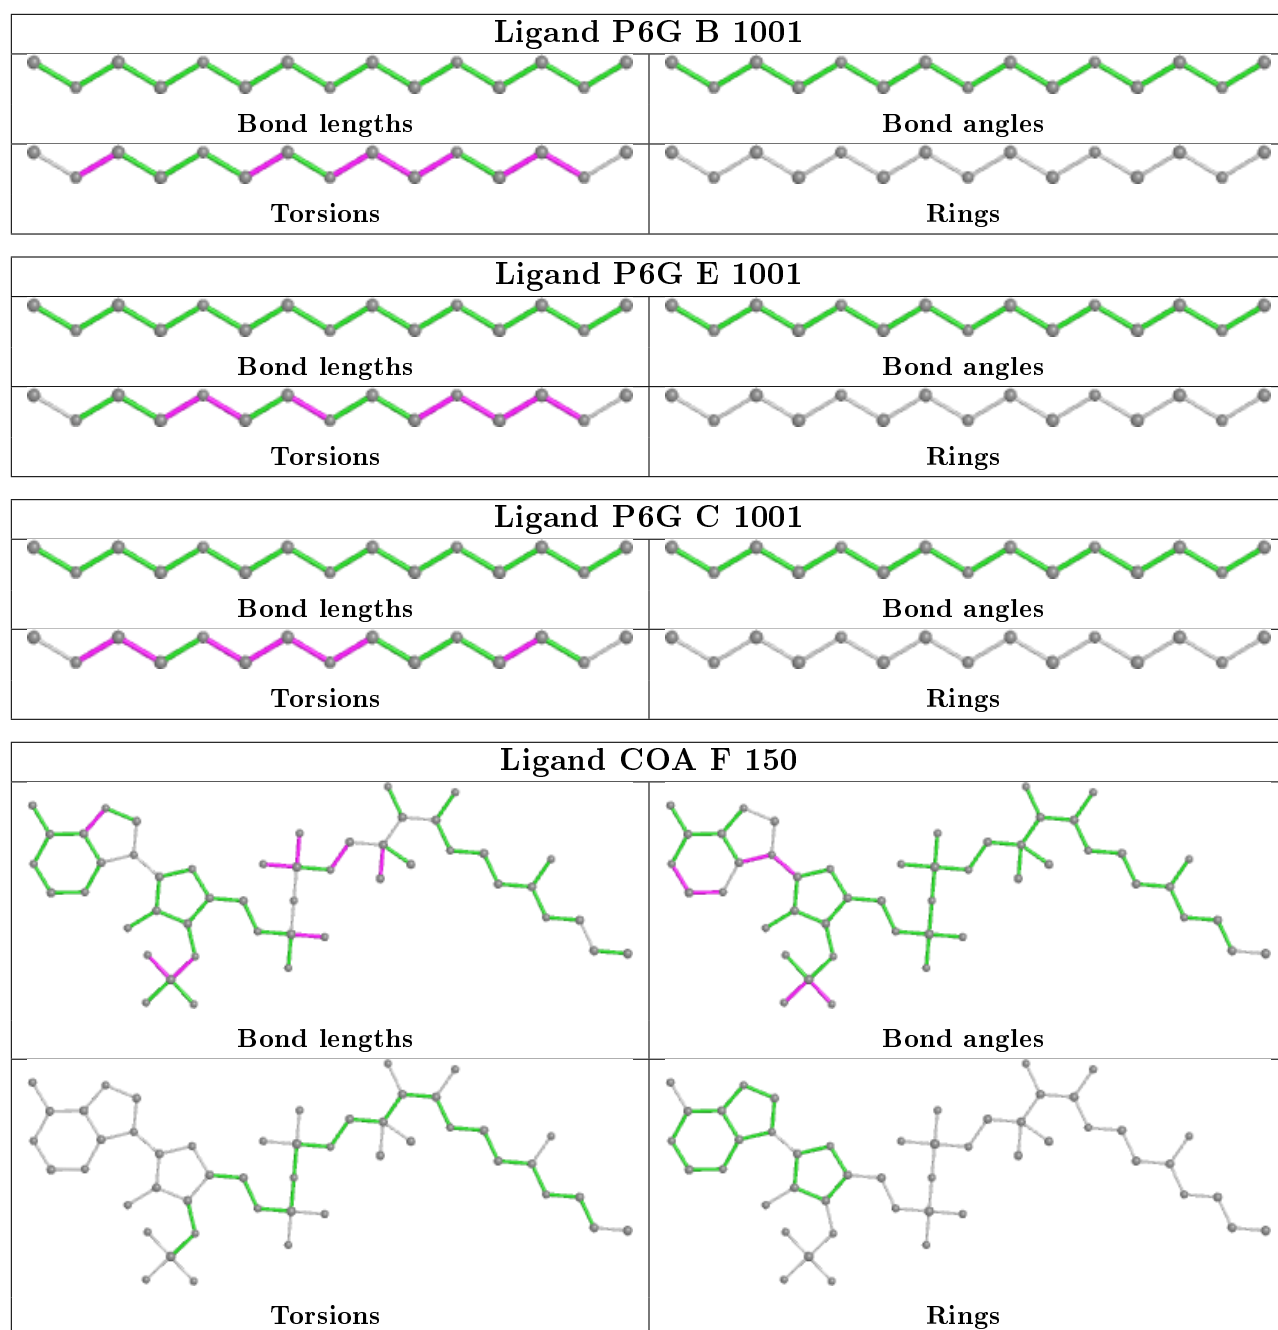 Ligand P6G B 1001
Bond lengths
Bond angles
Torsions
Rings
Ligand P6G E 1001
Bond lengths
Bond angles
Torsions
Rings
Ligand P6G C 1001
Bond lengths
Bond angles
Torsions
Rings
Ligand COA F 150
Bond lengths
Bond angles
Torsions
Rings